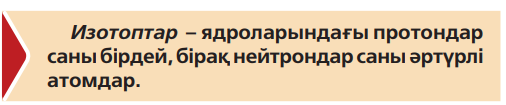 Изотоптар – ядроларындағы протондар
саны бірдей, бірақ нейтрондар саны әртүрлі
атомдар.